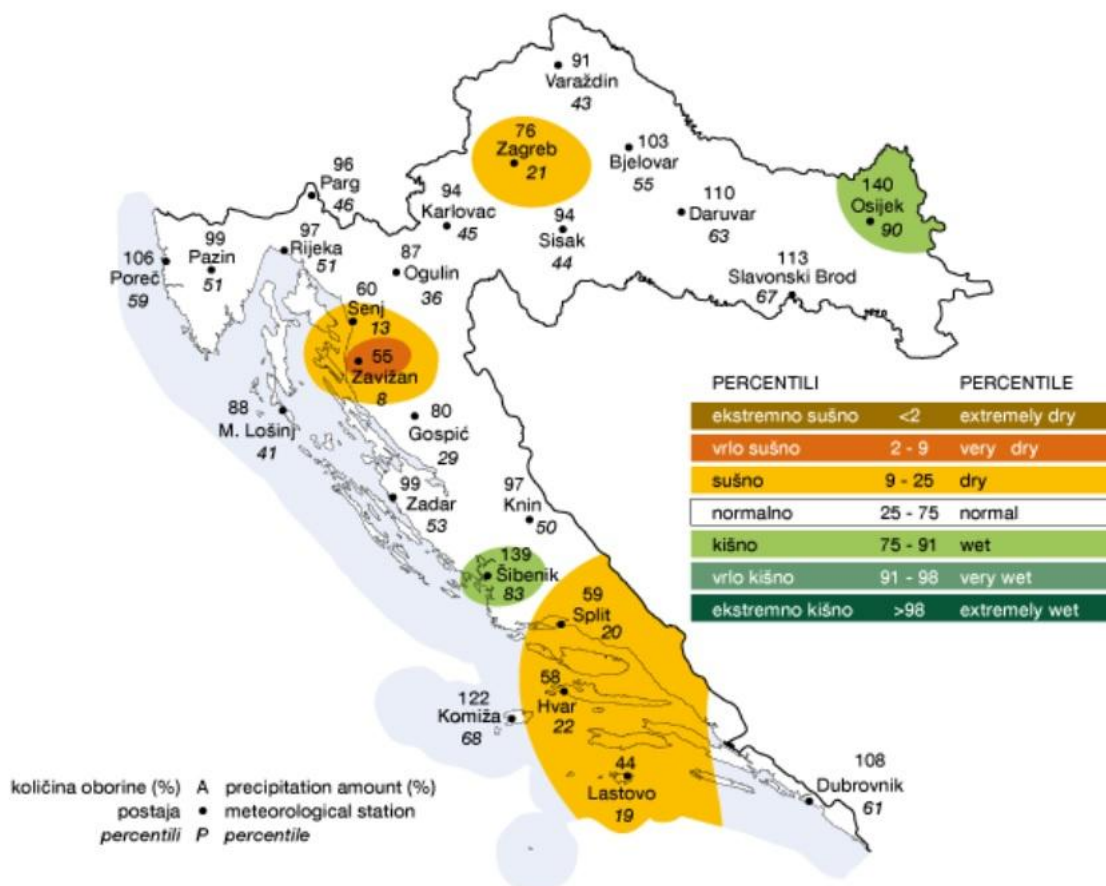 91
Varaždin
43
76
Zagreb
21
103
Bjelovar
55
140
Osijek
90
96
Parg
46
94
Karlovac
45
94
Sisak
44
110
Daruvar
63
106
Poreč
59
99
Pazin
51
97
Rijeka
51
87
Ogulin
36
113
Slavonski Brod
67
60
Senj
13
55
Zavižan
8
88
M. Lošinj
41
80
Gospić
29
99
Zadar
53
97
Knin
50
139
Šibenik
83
59
Split
20
58
Hvar
22
122
Komiža
68
44
Lastovo
19
108
Dubrovnik
61
PERCENTILI PERCENTILE
ekstremno sušno <2 extremely dry
vrlo sušno 2 - 9 very dry
sušno 9 - 25 dry
normalno 25 - 75 normal
kišno 75 - 91 wet
vrlo kišno 91 - 98 very wet
ekstremno kišno >98 extremely wet
količina oborine (%) A precipitation amount (%)
postaja ● meteorological station
percentili P percentile